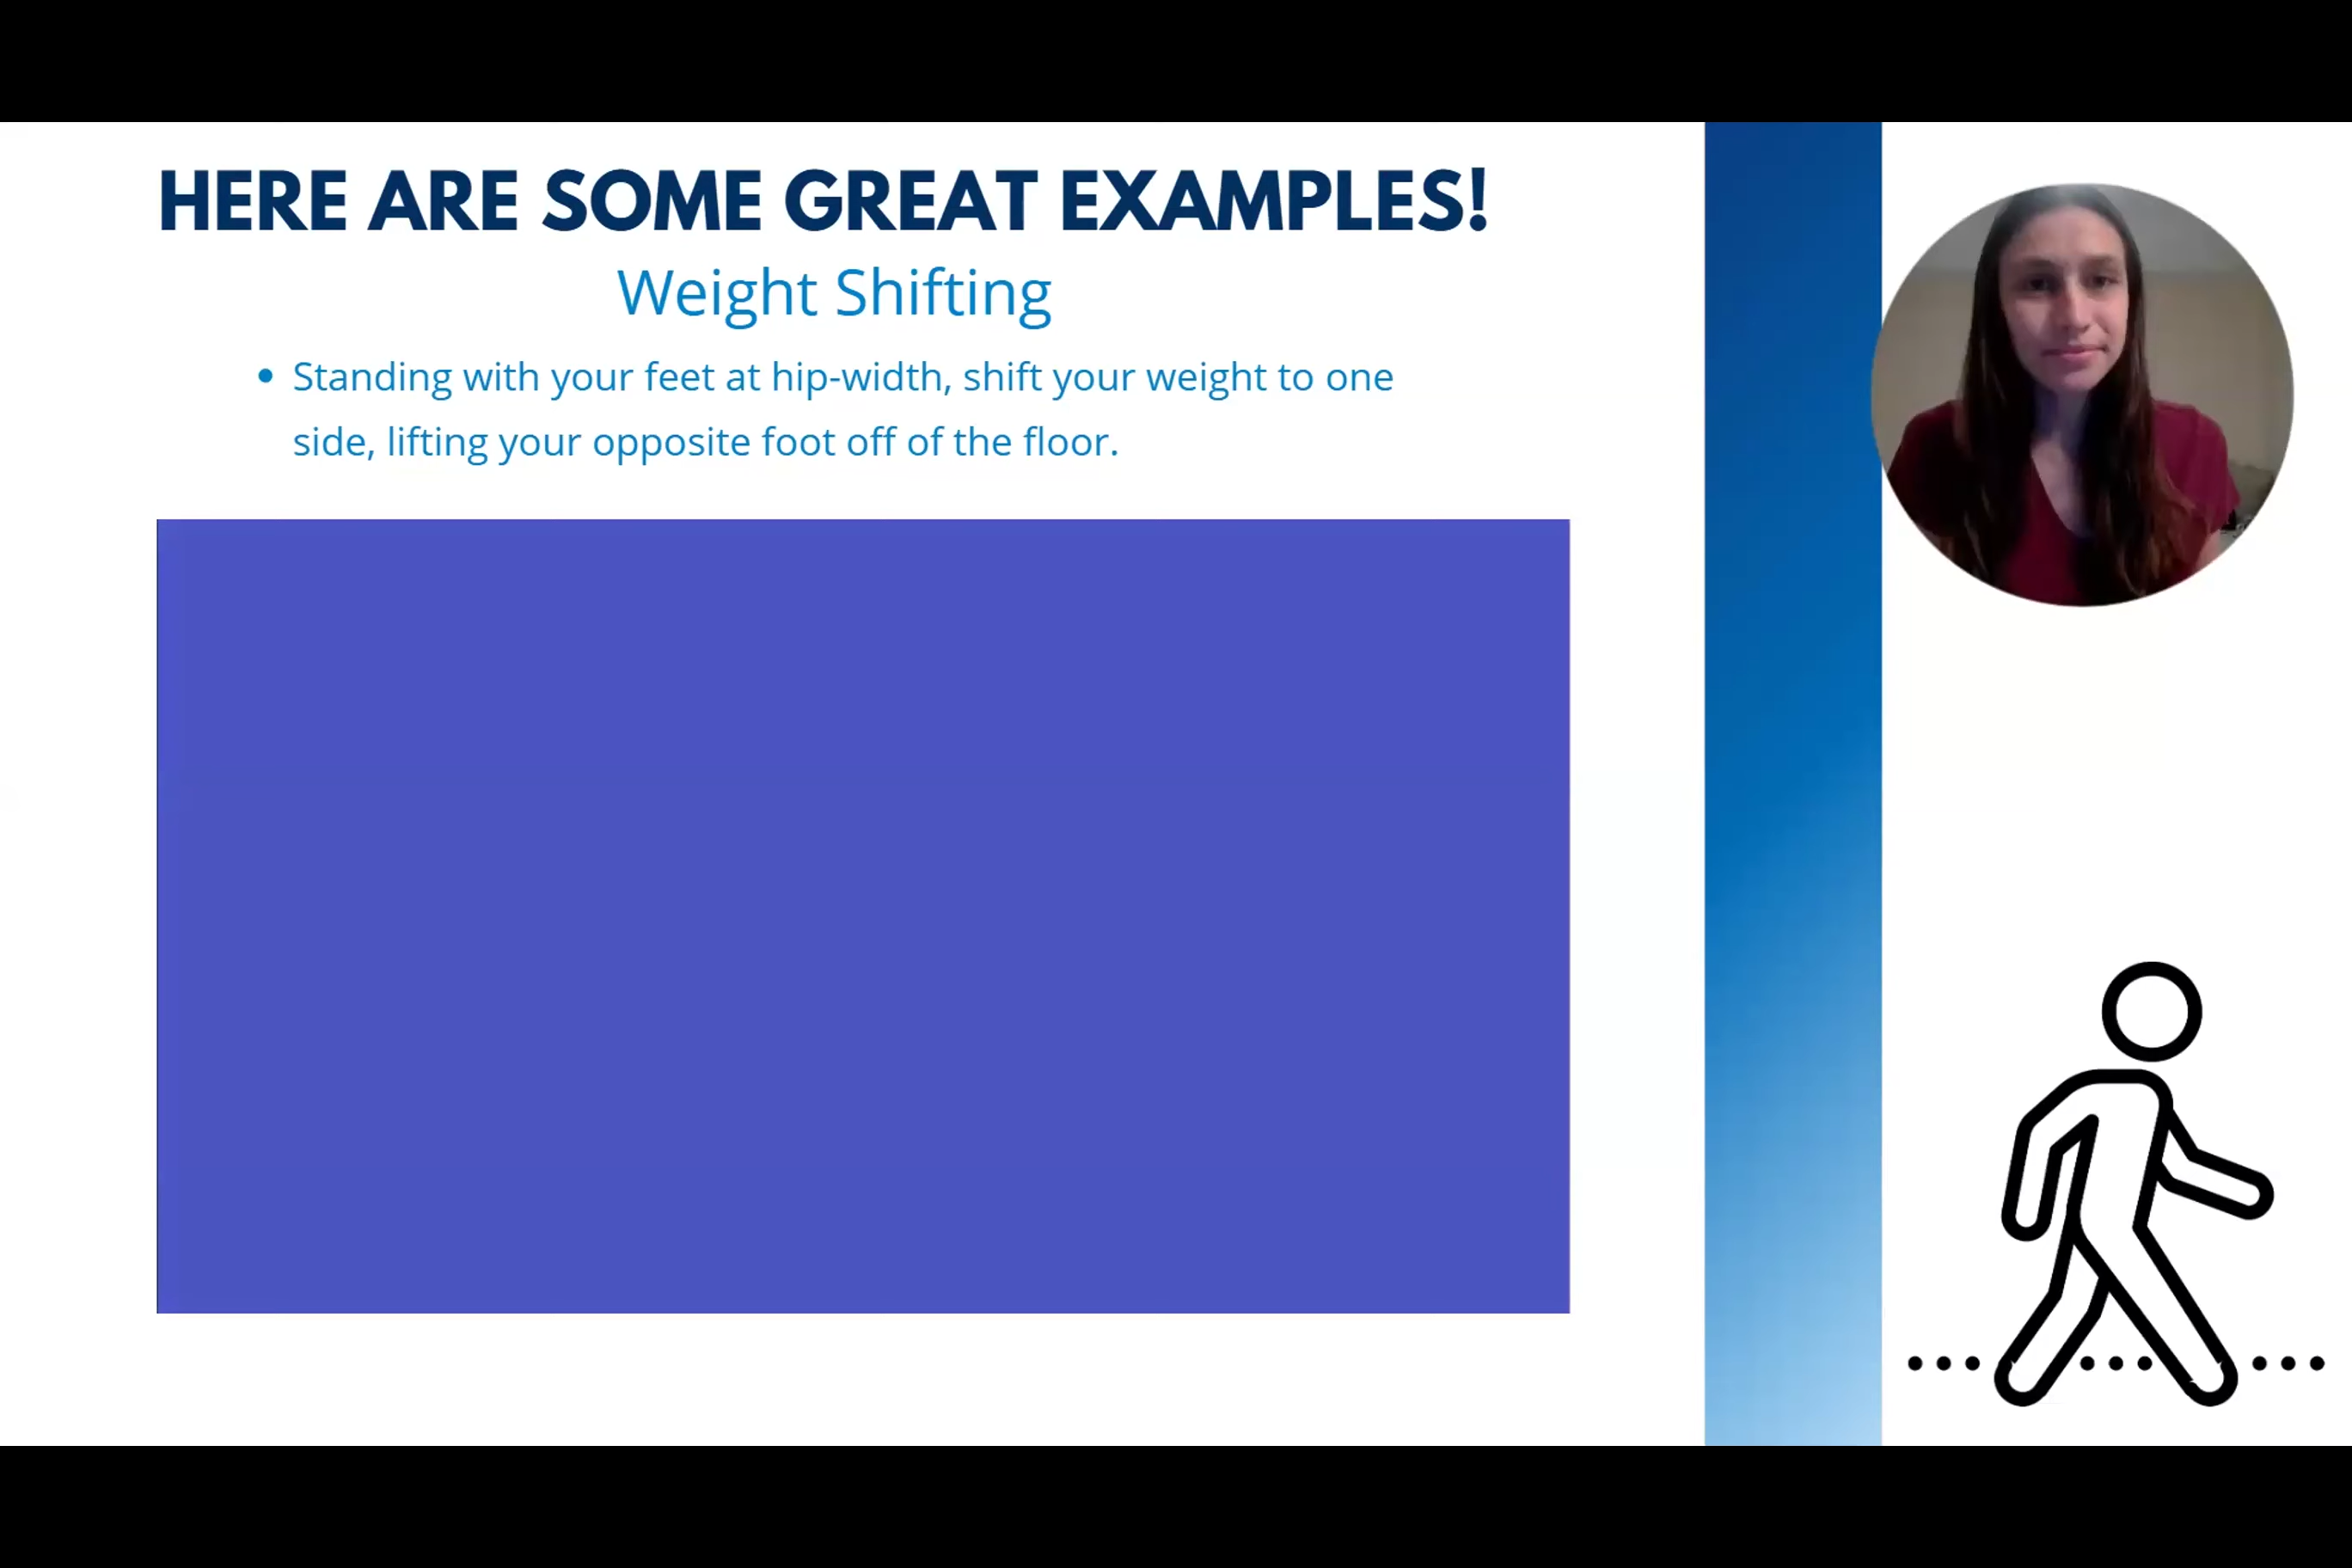 HERE ARE SOME GREAT EXAMPLES!
Weight Shifting
• Standing with your feet at hip-width, shift your weight to one
side, lifting your opposite foot off of the floor.